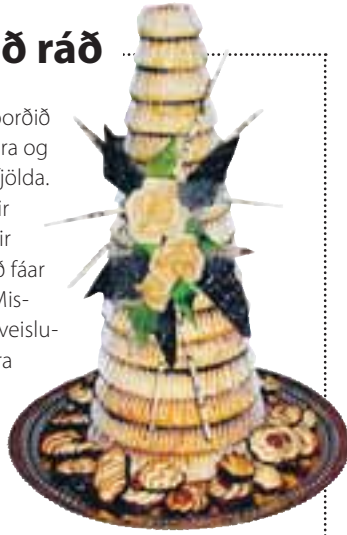 ð ráð
borðið
ra og
jölda.
ir
ir
ð fáar
Mis-
veislu-
ra